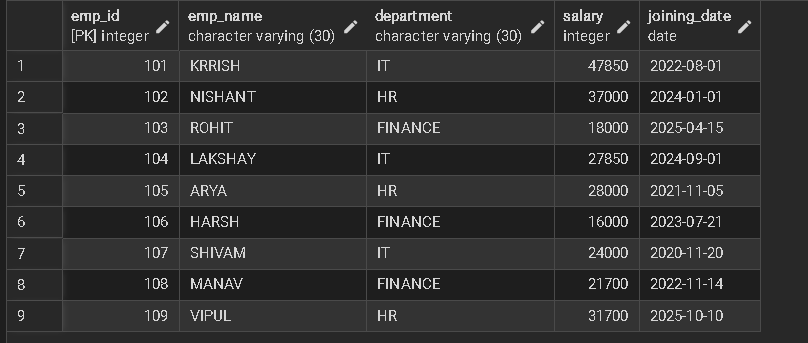 emp_id emp_name department salary joining_date
[PK] integer character varying (30) character varying (30) integer date
1 101 KRRISH IT 47850 2022-08-01
2 102 NISHANT HR 37000 2024-01-01
3 103 ROHIT FINANCE 18000 2025-04-15
4 104 LAKSHAY IT 27850 2024-09-01
5 105 ARYA HR 28000 2021-11-05
6 106 HARSH FINANCE 16000 2023-07-21
7 107 SHIVAM IT 24000 2020-11-20
8 108 MANAV FINANCE 21700 2022-11-14
9 109 VIPUL HR 31700 2025-10-10